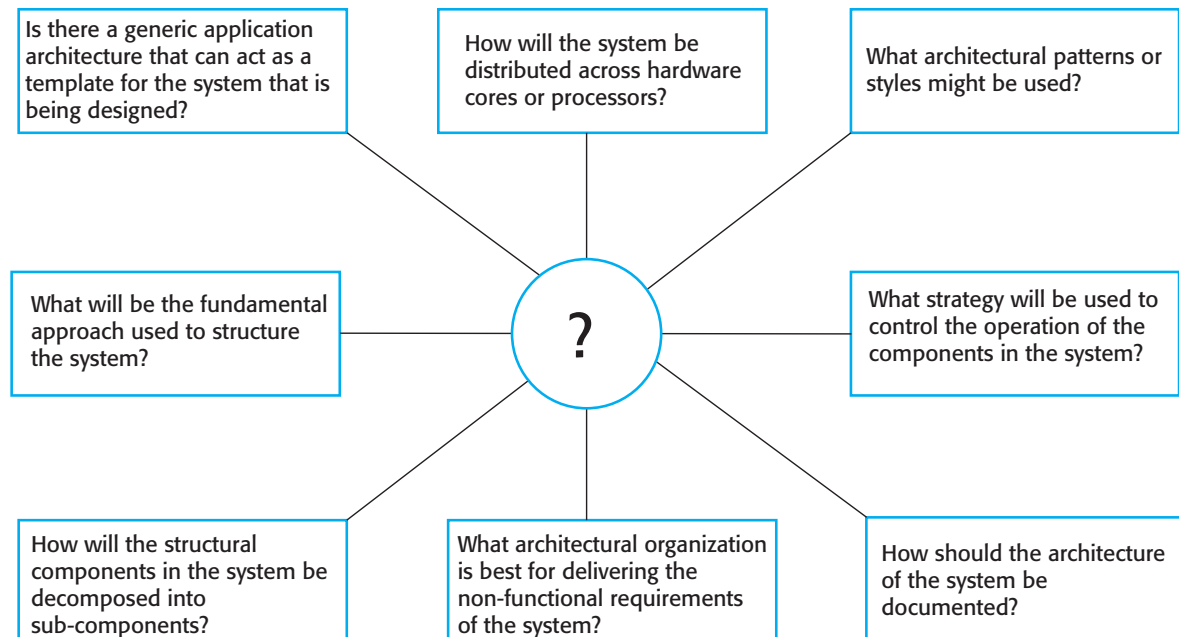 Is there a generic application
architecture that can act as a
template for the system that is
being designed?
How will the system be
distributed across hardware
cores or processors?
What architectural patterns or
styles might be used?
What will be the fundamental
approach used to structure
the system?
?
What strategy will be used to
control the operation of the
components in the system?
How will the structural
components in the system be
decomposed into
sub-components?
What architectural organization
is best for delivering the
non-functional requirements
of the system?
How should the architecture
of the system be
documented?